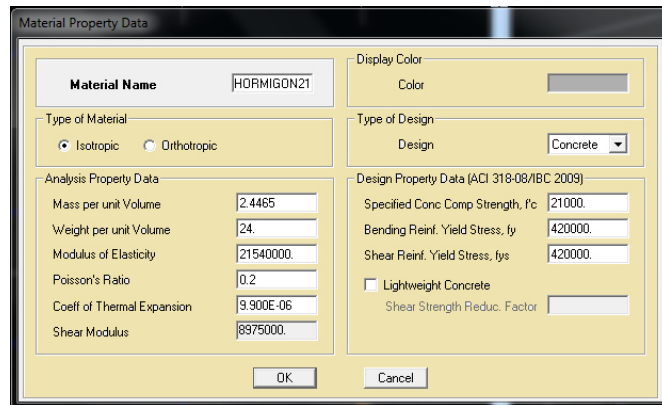 Material Property Data
Material Name HORMIGON21
Display Color
Color
Type of Material
Isotropic Orthotropic
Type of Design
Design Concrete
Analysis Property Data
Mass per unit Volume 2.4465
Weight per unit Volume 24.
Modulus of Elasticity 21540000.
Poisson's Ratio 0.2
Coeff of Thermal Expansion 9.900E-06
Shear Modulus 8975000.
Design Property Data (ACI 318-08/IBC 2009)
Specified Conc Comp Strength, f'c 21000.
Bending Reinf. Yield Stress, fy 420000.
Shear Reinf. Yield Stress, fys 420000.
Lightweight Concrete
Shear Strength Reduc. Factor
OK Cancel